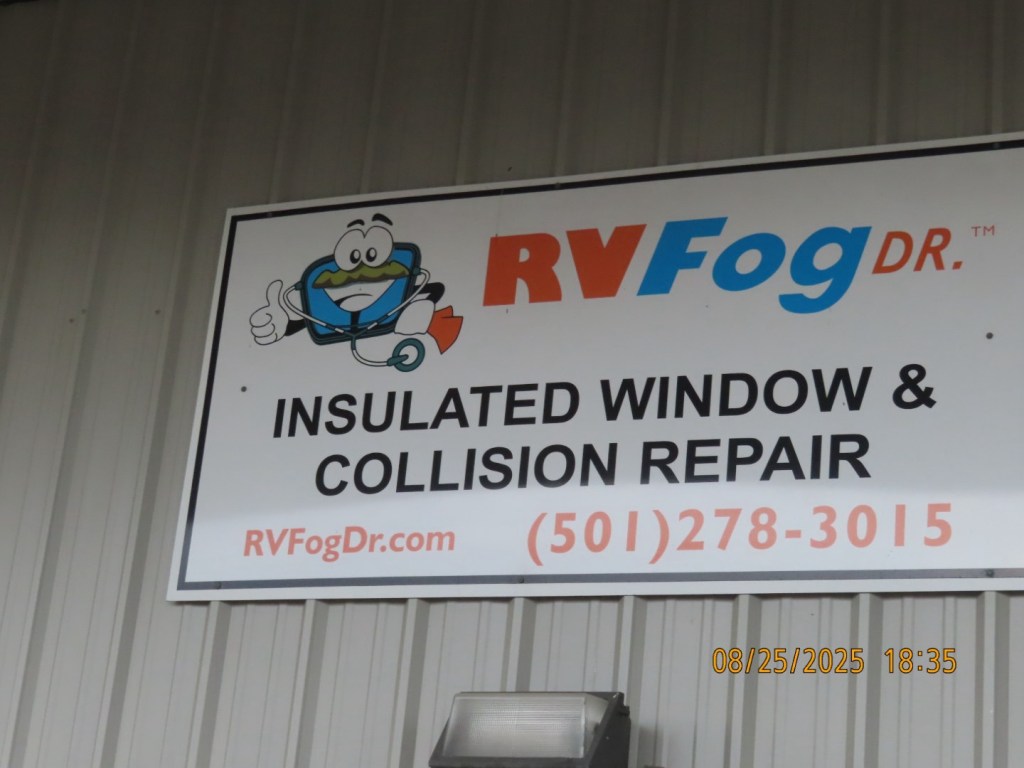 RVFog DR.™
INSULATED WINDOW &
COLLISION REPAIR
RVFogDr.com (501)278-3015
08/25/2025 18:35